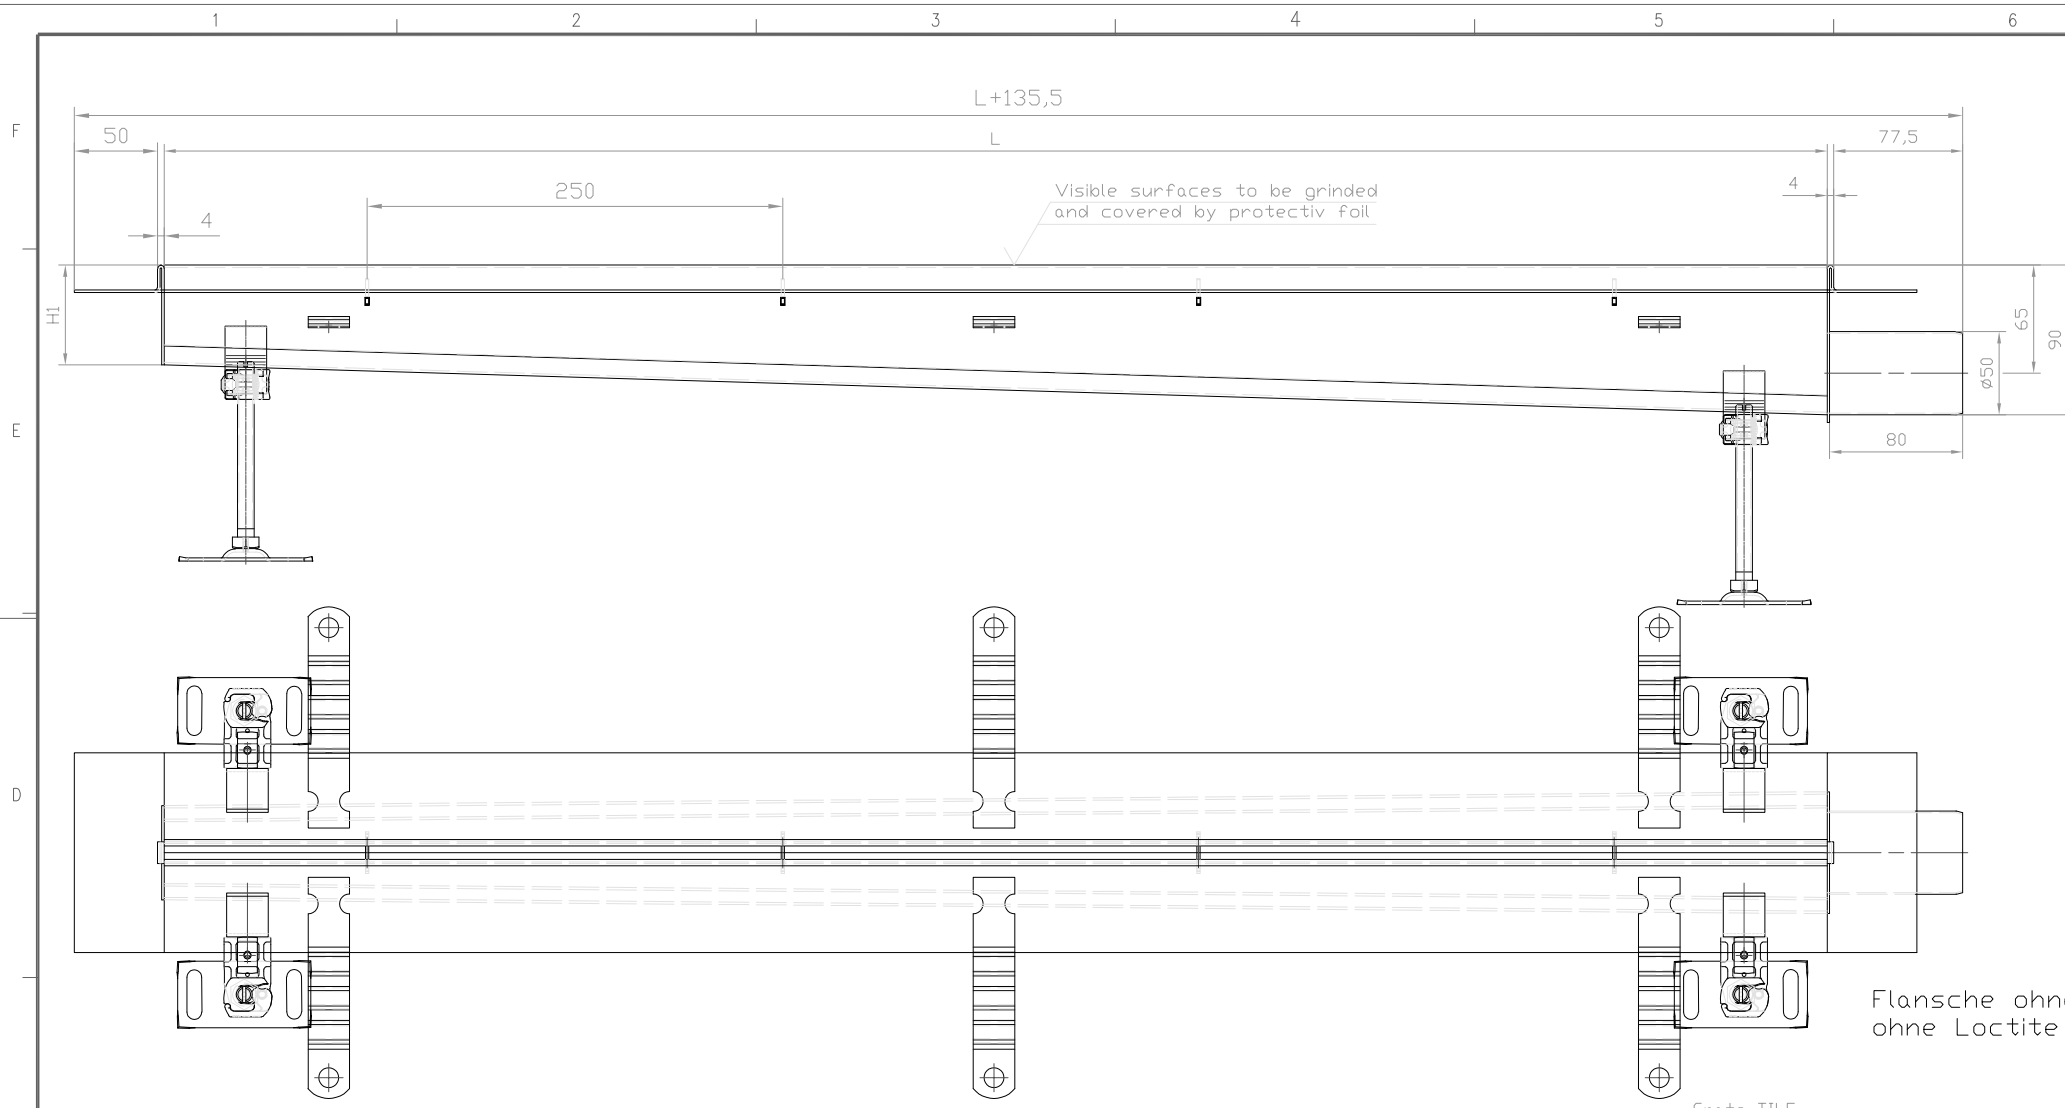 1 2 3 4 5 6
F
L+135,5
50
L
77,5
250
Visible surfaces to be grinded
and covered by protectiv foil
4
4
H1
65
90
ø50
80
E
D
Flansche
ohne Loctite